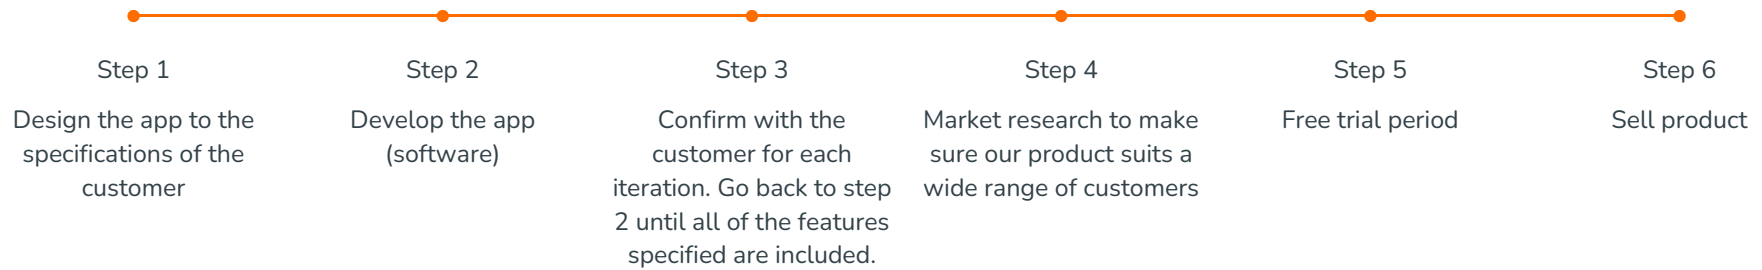 Step 1
Design the app to the
specifications of the
customer
Step 2
Develop the app
(software)
Step 3
Confirm with the
customer for each
iteration. Go back to step
2 until all of the features
specified are included.
Step 4
Market research to make
sure our product suits a
wide range of customers
Step 5
Free trial period
Step 6
Sell product